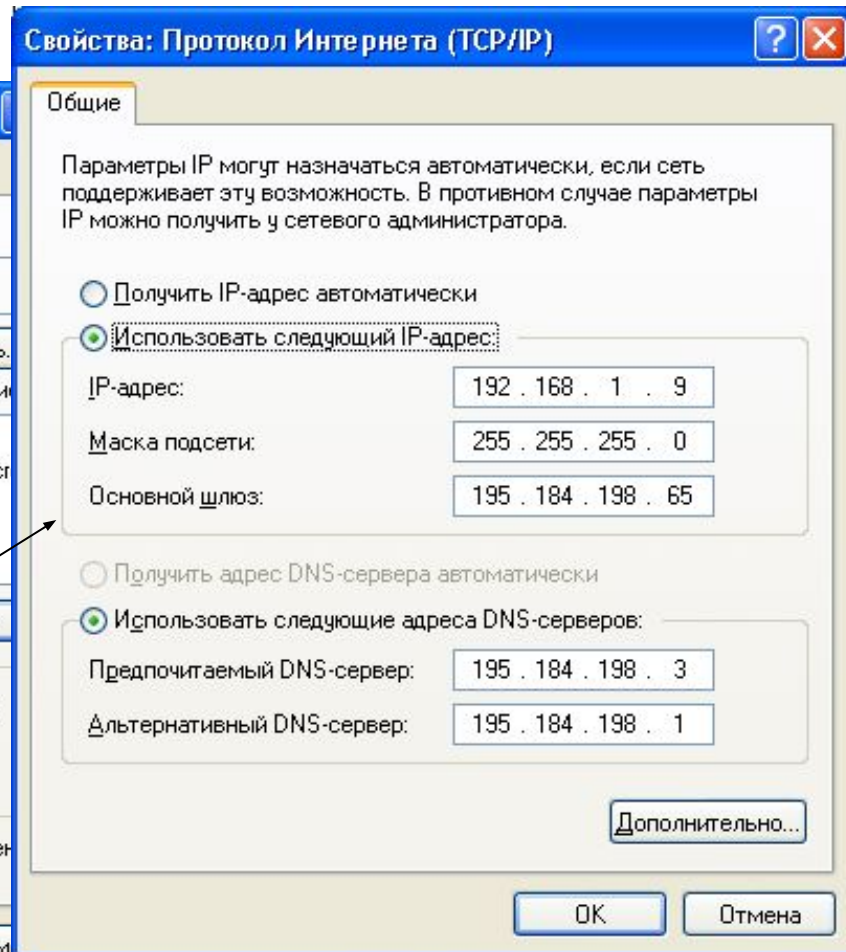 Свойства: Протокол Интернета (TCP/IP)
Общие
Параметры IP могут назначаться автоматически, если сеть
поддерживает эту возможность. В противном случае параметры
IP можно получить у сетевого администратора.
Получить IP-адрес автоматически
Использовать следующий IP-адрес:
IP-адрес: 192 . 168 . 1 . 9
Маска подсети: 255 . 255 . 255 . 0
Основной шлюз: 195 . 184 . 198 . 65
Получить адрес DNS-сервера автоматически
Использовать следующие адреса DNS-серверов:
Предпочитаемый DNS-сервер: 195 . 184 . 198 . 3
Альтернативный DNS-сервер: 195 . 184 . 198 . 1
Дополнительно...
OK Отмена